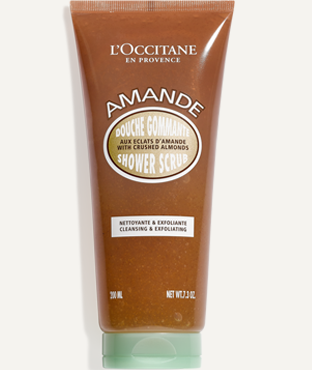 L'OCCITANE
EN PROVENCE
AMANDE
DOUCHE GOMMANTE
AUX ECLATS D'AMANDE
WITH CRUSHED ALMONDS
SHOWER SCRUB
NETTOYANTE & EXFOLIANTE
CLEANSING & EXFOLIATING
200 ML NET WT.7.3 OZ.